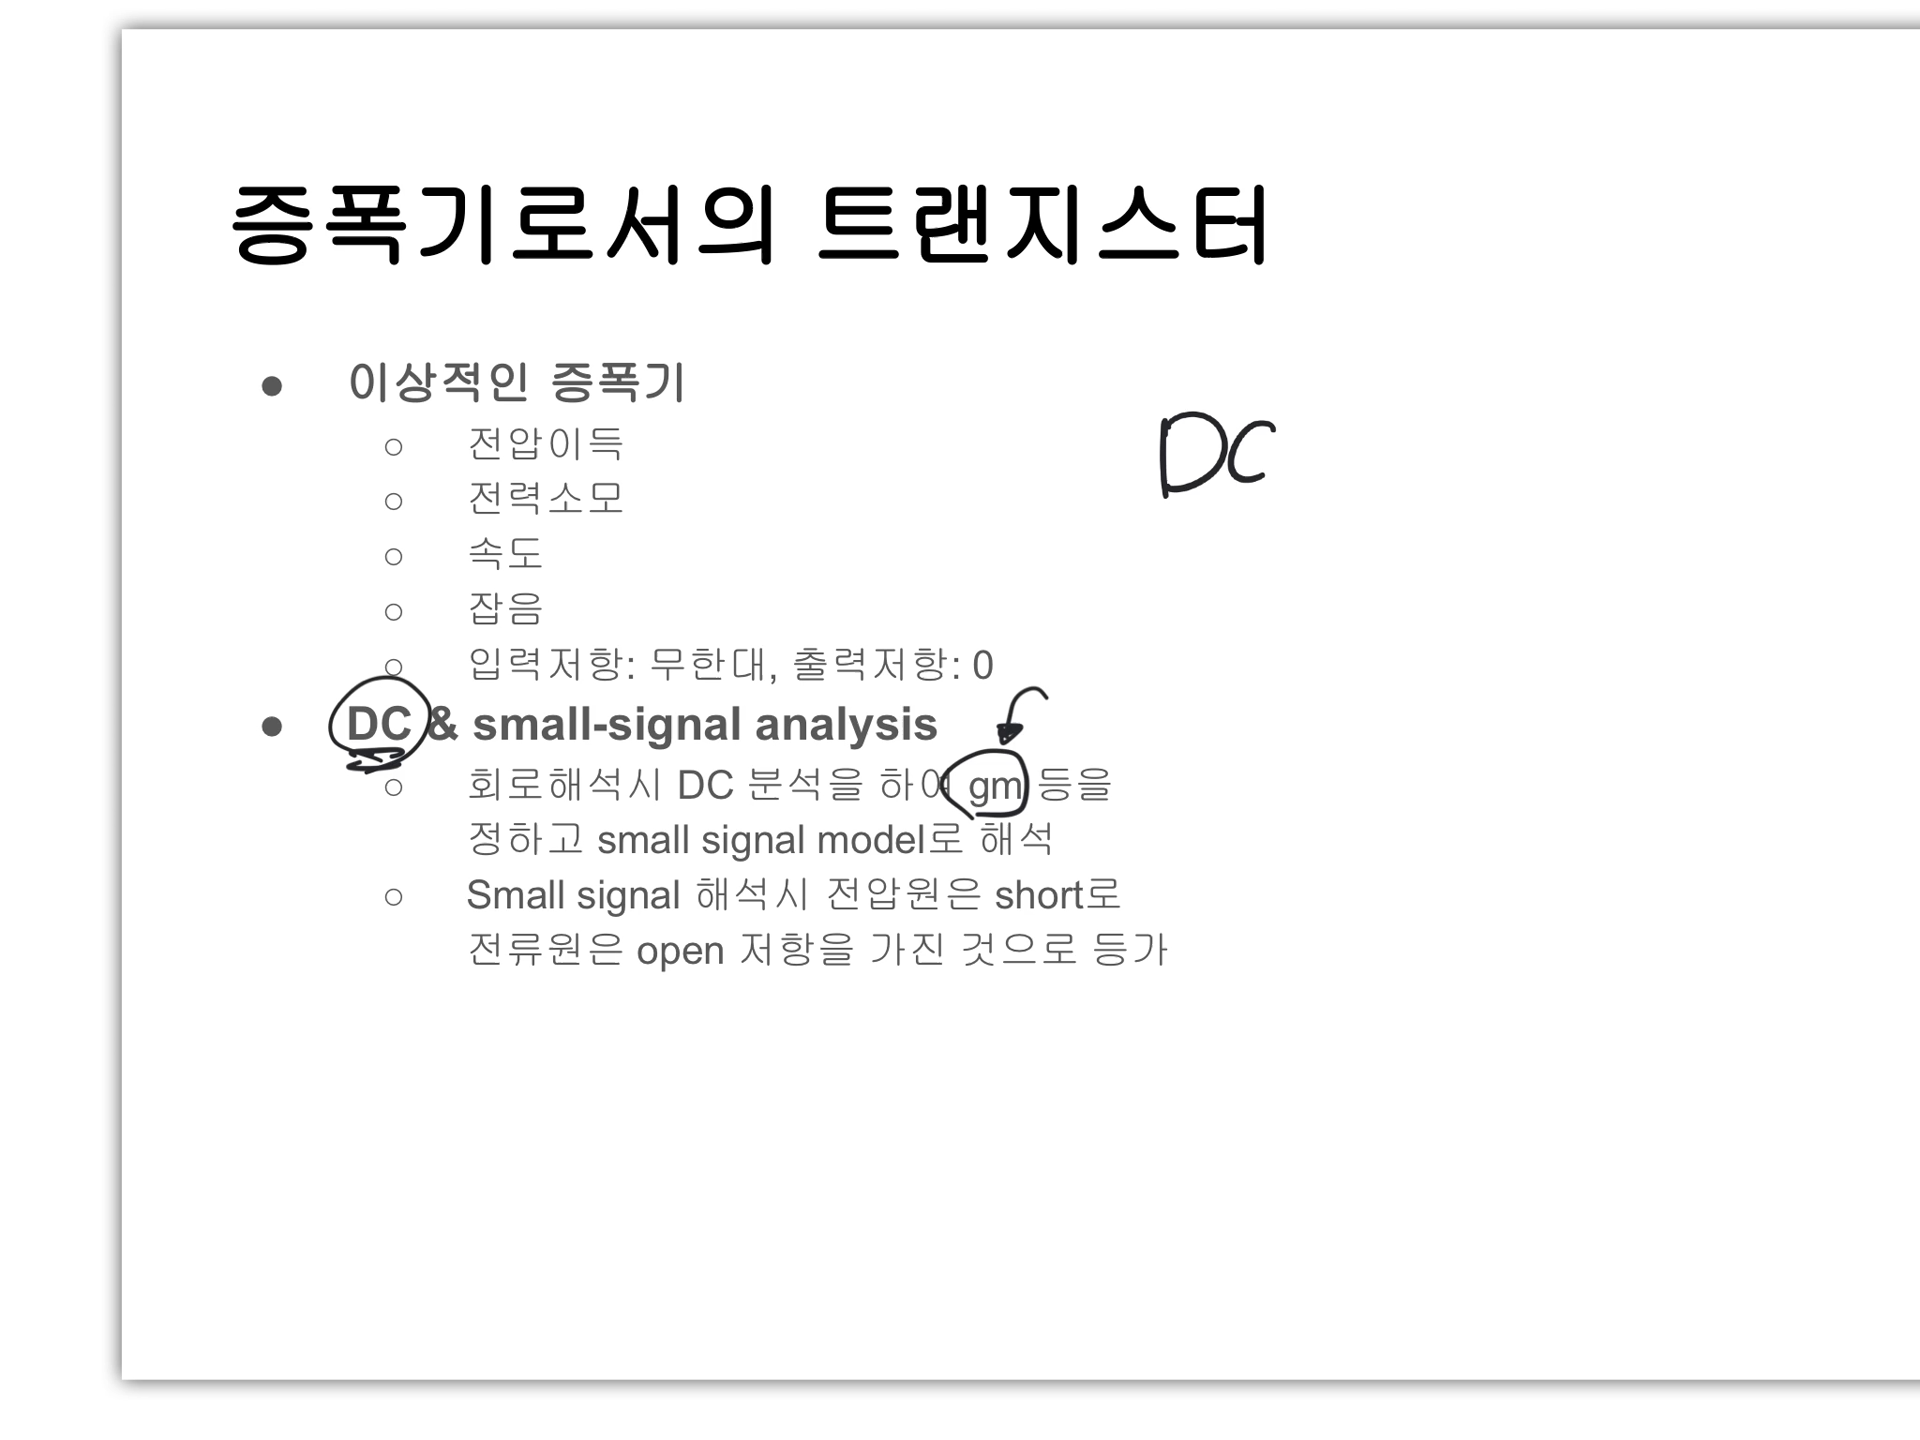 증폭기로서의 트랜지스터
● 이상적인 증폭기
○ 전압이득
DC
○ 전력소모
○ 속도
○ 잡음
○ 입력저항: 무한대, 출력저항: 0
● DC & small-signal analysis
○ 회로해석시 DC 분석을 하여 gm 등을
정하고 small signal model로 해석
○ Small signal 해석시 전압원은 short로
전류원은 open 저항을 가진 것으로 등가